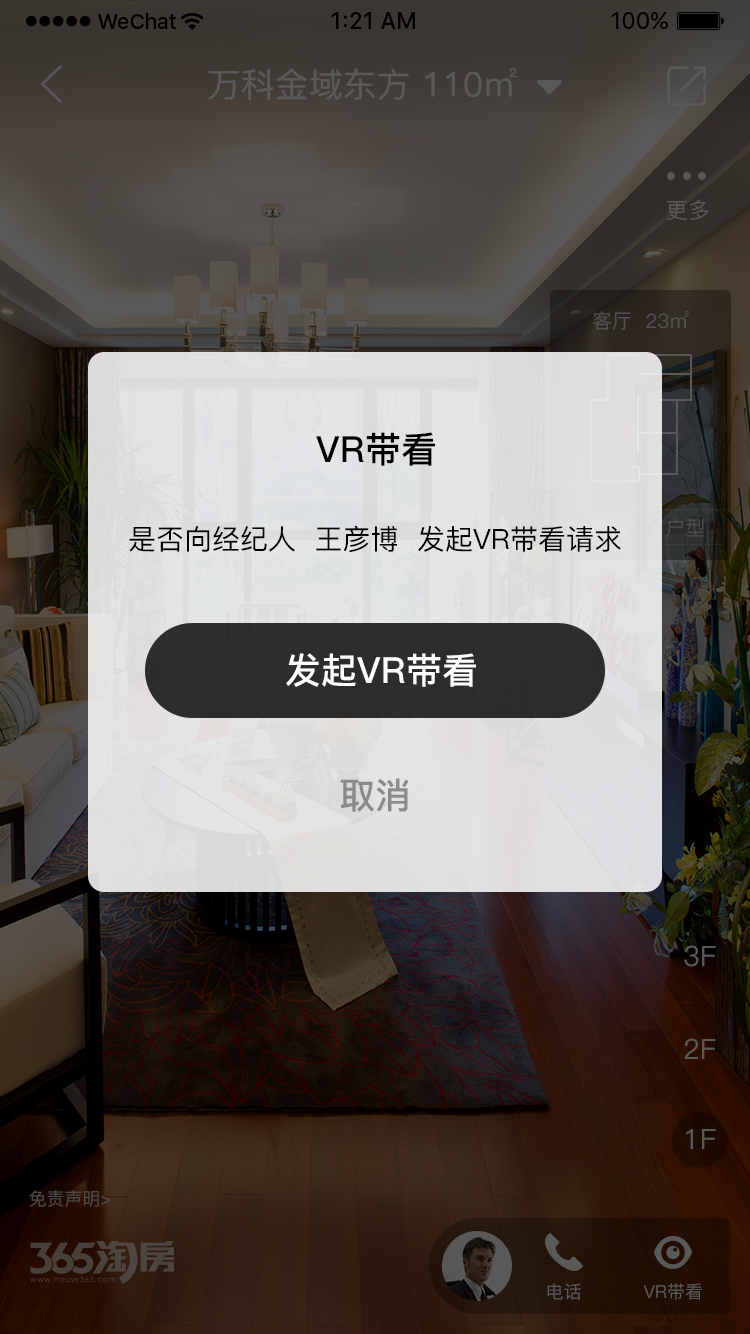 WeChat 1:21 AM 100%
万科金域东方 110㎡
更多
客厅 23㎡
VR带看
是否向经纪人 王彦博 发起VR带看请求
户型
发起VR带看
取消
3F
2F
1F
免责声明>
365淘房
www.house365.com
电话
VR带看